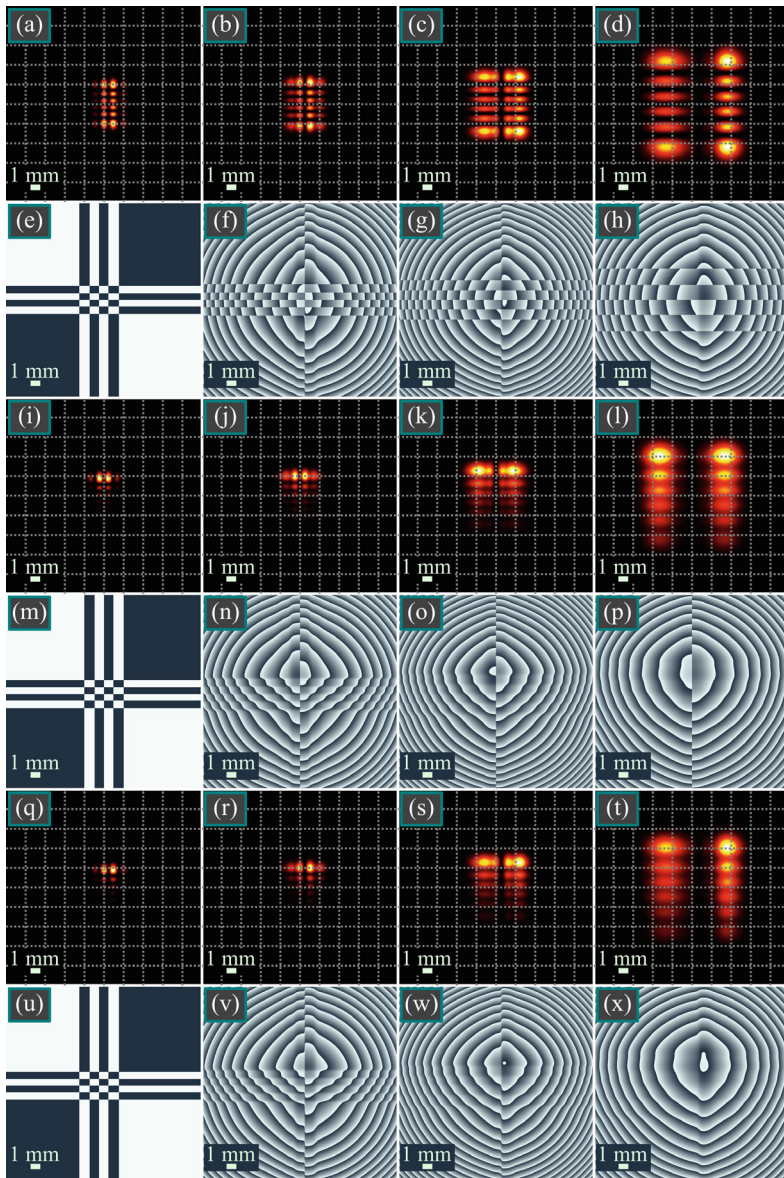 (a) (b) (c) (d)
1 mm 1 mm 1 mm 1 mm
(e) (f) (g) (h)
1 mm 1 mm 1 mm 1 mm
(i) (j) (k) (l)
1 mm 1 mm 1 mm 1 mm
(m) (n) (o) (p)
1 mm 1 mm 1 mm 1 mm
(q) (r) (s) (t)
1 mm 1 mm 1 mm 1 mm
(u) (v) (w) (x)
1 mm 1 mm 1 mm 1 mm